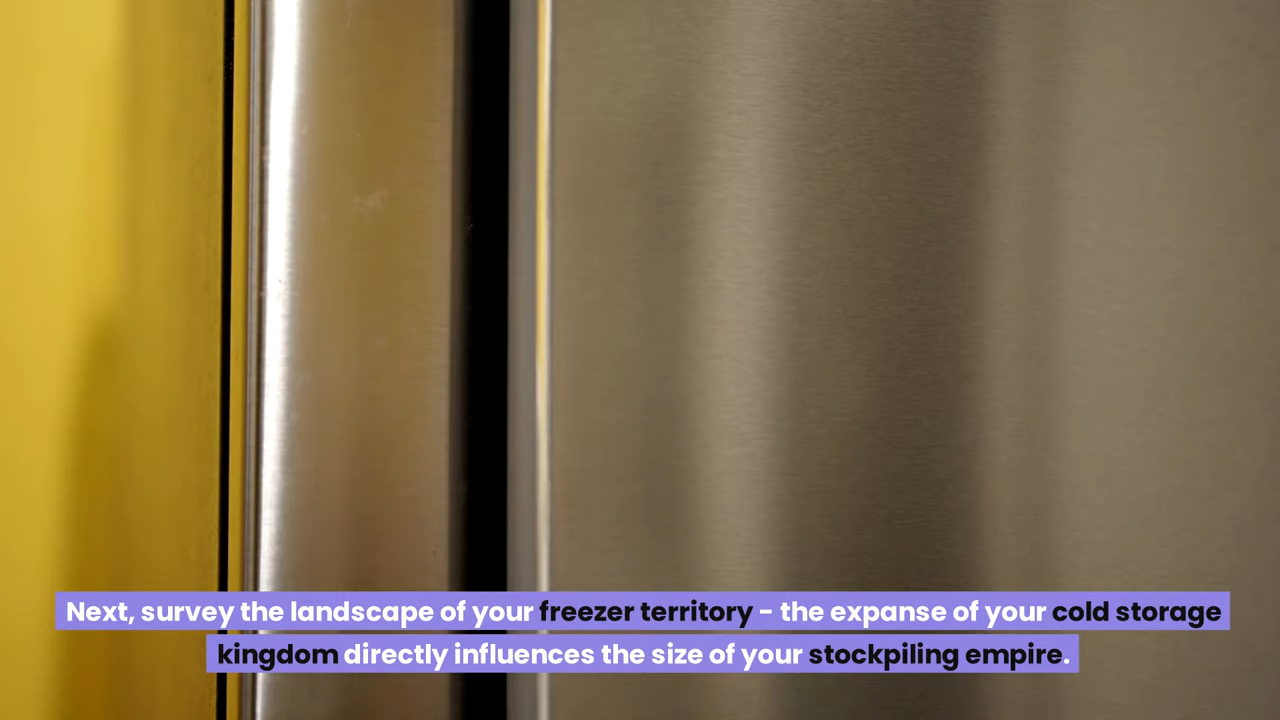 Next, survey the landscape of your freezer territory – the expanse of your cold storage
kingdom directly influences the size of your stockpiling empire.